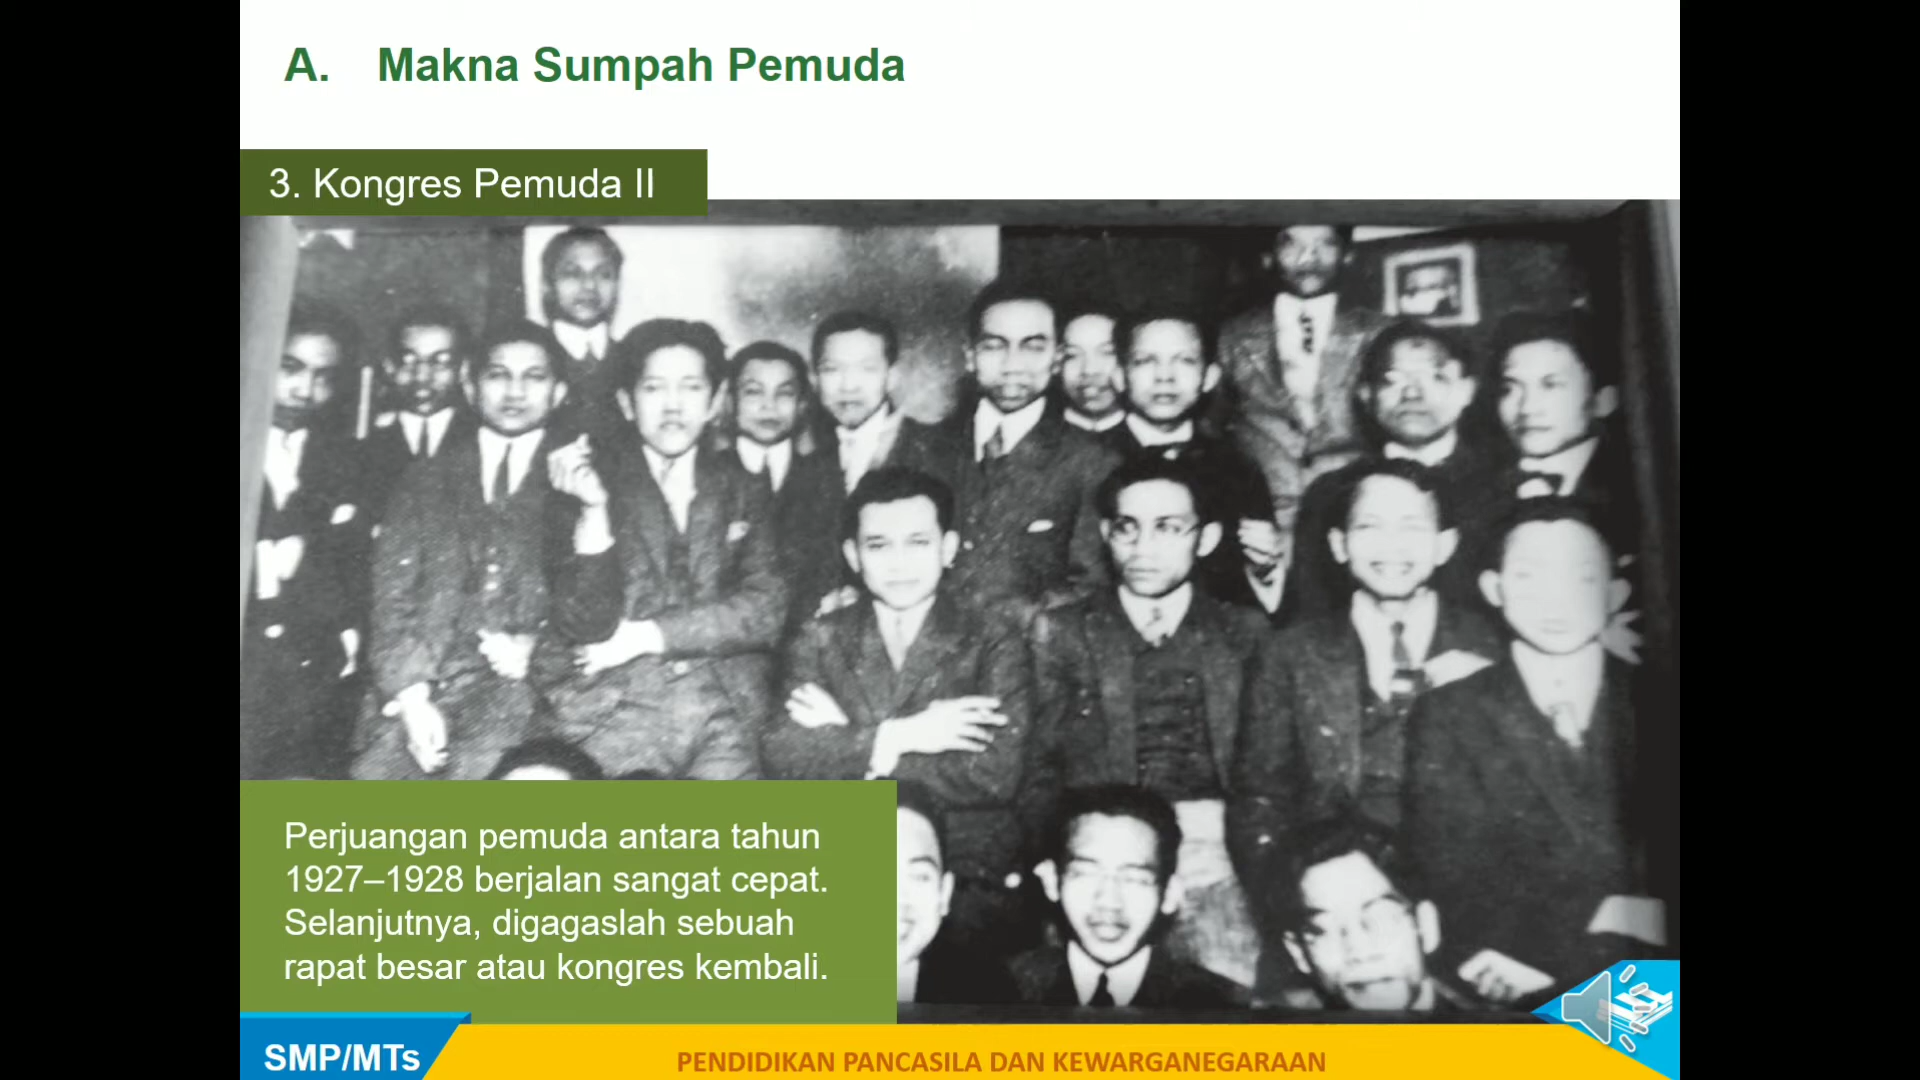 A. Makna Sumpah Pemuda
3. Kongres Pemuda II
Perjuangan pemuda antara tahun
1927–1928 berjalan sangat cepat.
Selanjutnya, digagaslah sebuah
rapat besar atau kongres kembali.
SMP/MTs
PENDIDIKAN PANCASILA DAN KEWARGANEGARAAN